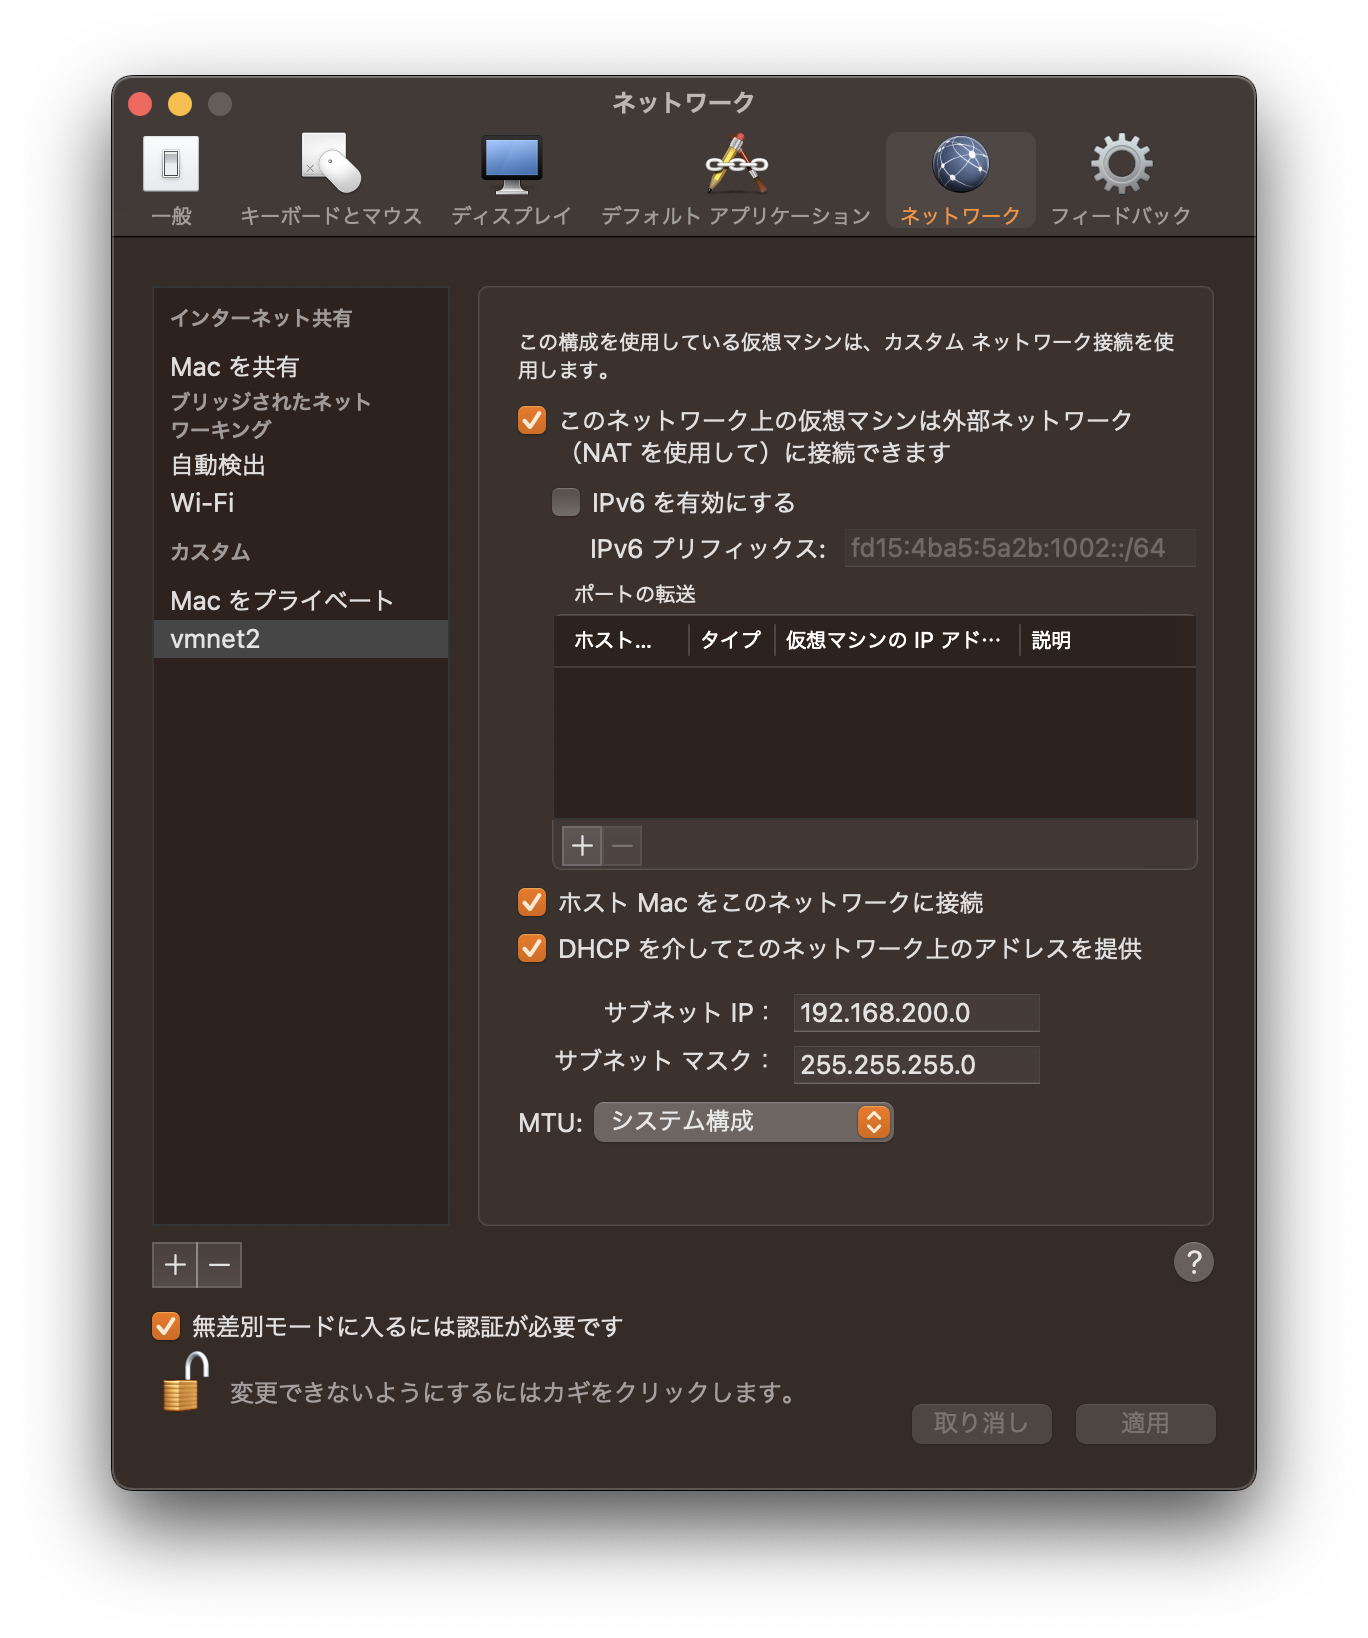 ネットワーク
一般
キーボードとマウス
ディスプレイ
デフォルト アプリケーション
ネットワーク
フィードバック
インターネット共有
Mac を共有
ブリッジされたネット
ワーキング
自動検出
Wi-Fi
カスタム
Mac をプライベート
vmnet2
この構成を使用している仮想マシンは、カスタム ネットワーク接続を使
用します。
このネットワーク上の仮想マシンは外部ネットワーク
（NAT を使用して）に接続できます
IPv6 を有効にする
IPv6 プリフィックス:
fd15:4ba5:5a2b:1002::/64
ポートの転送
ホスト...
タイプ
仮想マシンの IP アド…
説明
ホスト Mac をこのネットワークに接続
DHCP を介してこのネットワーク上のアドレスを提供
サブネット IP：
192.168.200.0
サブネット マスク：
255.255.255.0
MTU:
システム構成
?
無差別モードに入るには認証が必要です
変更できないようにするにはカギをクリックします。
取り消し
適用